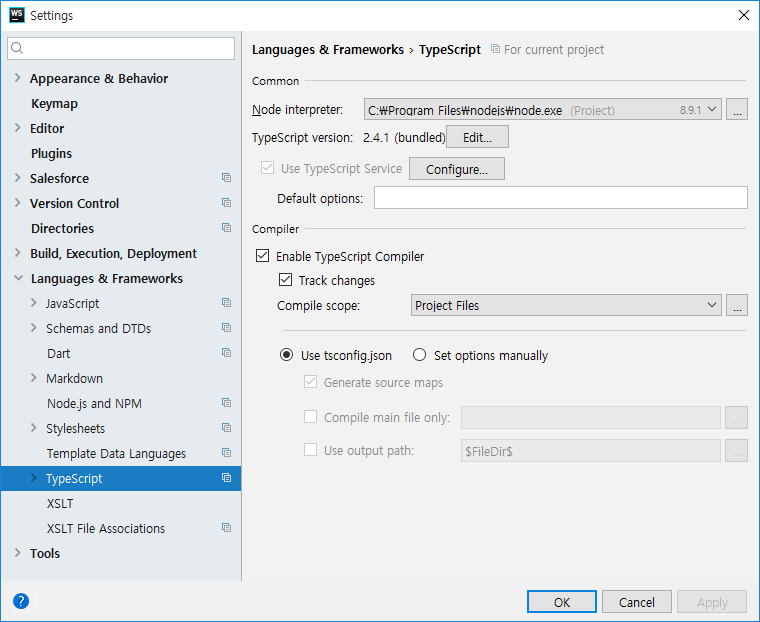 WS
Settings
Appearance & Behavior
Keymap
Editor
Plugins
Salesforce
Version Control
Directories
Build, Execution, Deployment
Languages & Frameworks
JavaScript
Schemas and DTDs
Dart
Markdown
Node.js and NPM
Stylesheets
Template Data Languages
TypeScript
XSLT
XSLT File Associations
Tools
?
Languages & Frameworks › TypeScript For current project
Common
Node interpreter: C:₩Program Files₩nodejs₩node.exe (Project) 8.9.1 ...
TypeScript version: 2.4.1 (bundled) Edit...
Use TypeScript Service Configure...
Default options:
Compiler
Enable TypeScript Compiler
Track changes
Compile scope: Project Files ...
Use tsconfig.json Set options manually
Generate source maps
Compile main file only: ...
Use output path: $FileDir$ ...
OK Cancel Apply